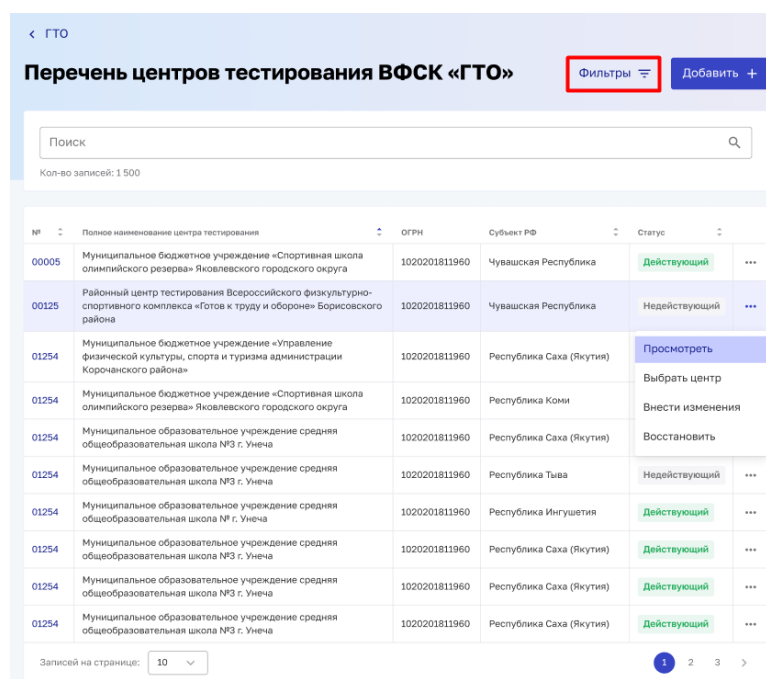 ГТО
Перечень центров тестирования ВФСК «ГТО»
Фильтры
Добавить +
Поиск
Кол-во записей: 1 500
№
Полное наименование центра тестирования
ОГРН
Субъект РФ
Статус
00005
Муниципальное бюджетное учреждение «Спортивная школа
олимпийского резерва» Яковлевского городского округа
1020201811960
Чувашская Республика
Действующий
...
00125
Районный центр тестирования Всероссийского физкультурно-
спортивного комплекса «Готов к труду и обороне» Борисовского
района
1020201811960
Чувашская Республика
Недействующий
...
01254
Муниципальное бюджетное учреждение «Управление
физической культуры, спорта и туризма администрации
Корочанского района»
1020201811960
Республика Саха (Якутия)
Просмотреть
Выбрать центр
Внести изменения
Восстановить
01254
Муниципальное бюджетное учреждение «Спортивная школа
олимпийского резерва» Яковлевского городского округа
1020201811960
Республика Коми
01254
Муниципальное образовательное учреждение средняя
общеобразовательная школа №3 г. Унеча
1020201811960
Республика Саха (Якутия)
01254
Муниципальное образовательное учреждение средняя
общеобразовательная школа №3 г. Унеча
1020201811960
Республика Тыва
Недействующий
...
01254
Муниципальное образовательное учреждение средняя
общеобразовательная школа № г. Унеча
1020201811960
Республика Ингушетия
Действующий
...
01254
Муниципальное образовательное учреждение средняя
общеобразовательная школа №3 г. Унеча
1020201811960
Республика Саха (Якутия)
Действующий
...
01254
Муниципальное образовательное учреждение средняя
общеобразовательная школа №3 г. Унеча
1020201811960
Республика Саха (Якутия)
Действующий
...
01254
Муниципальное образовательное учреждение средняя
общеобразовательная школа №3 г. Унеча
1020201811960
Республика Саха (Якутия)
Действующий
...
Записей на странице:
10
1 2 3 >